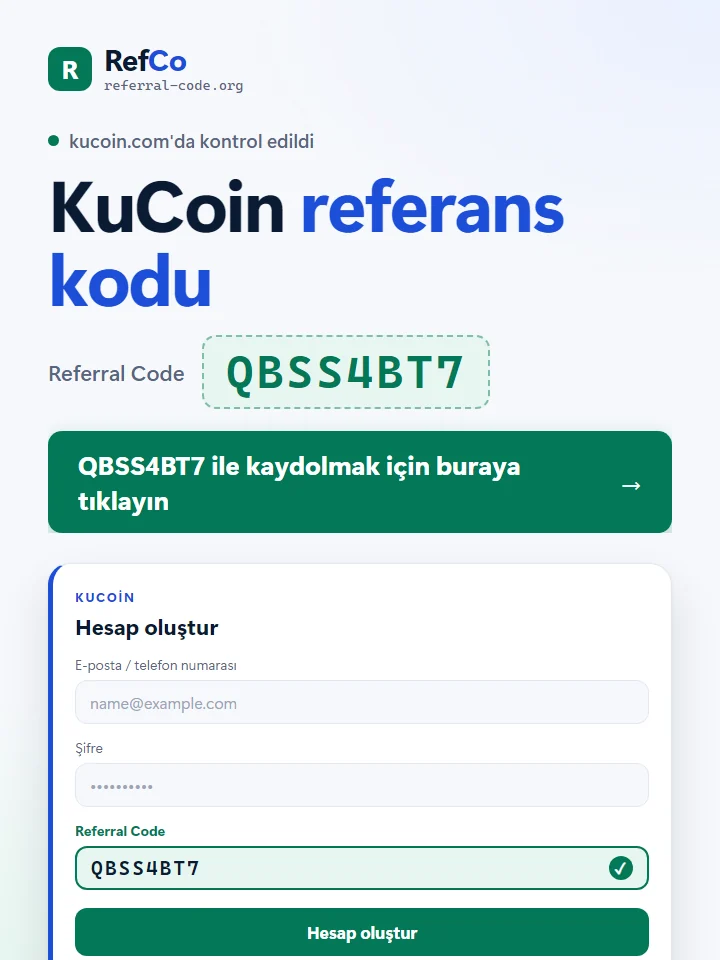 R
RefCo
referral-code.org
kucoin.com'da kontrol edildi
KuCoin referans
kodu
Referral Code
QBSS4BT7
QBSS4BT7 ile kaydolmak için buraya
tıklayın
→
KUCOİN
Hesap oluştur
E-posta / telefon numarası
name@example.com
Şifre
••••••••••
Referral Code
QBSS4BT7
Hesap oluştur